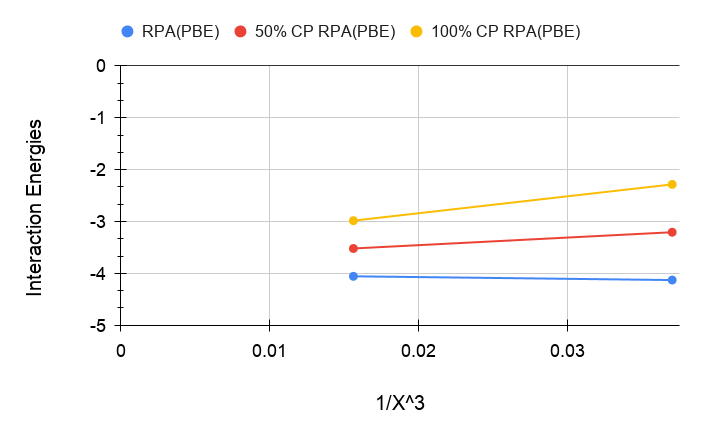 RPA(PBE) 50% CP RPA(PBE) 100% CP RPA(PBE)
0
-1
-2
-3
-4
-5
Interaction Energies
0 0.01 0.02 0.03
1/X^3